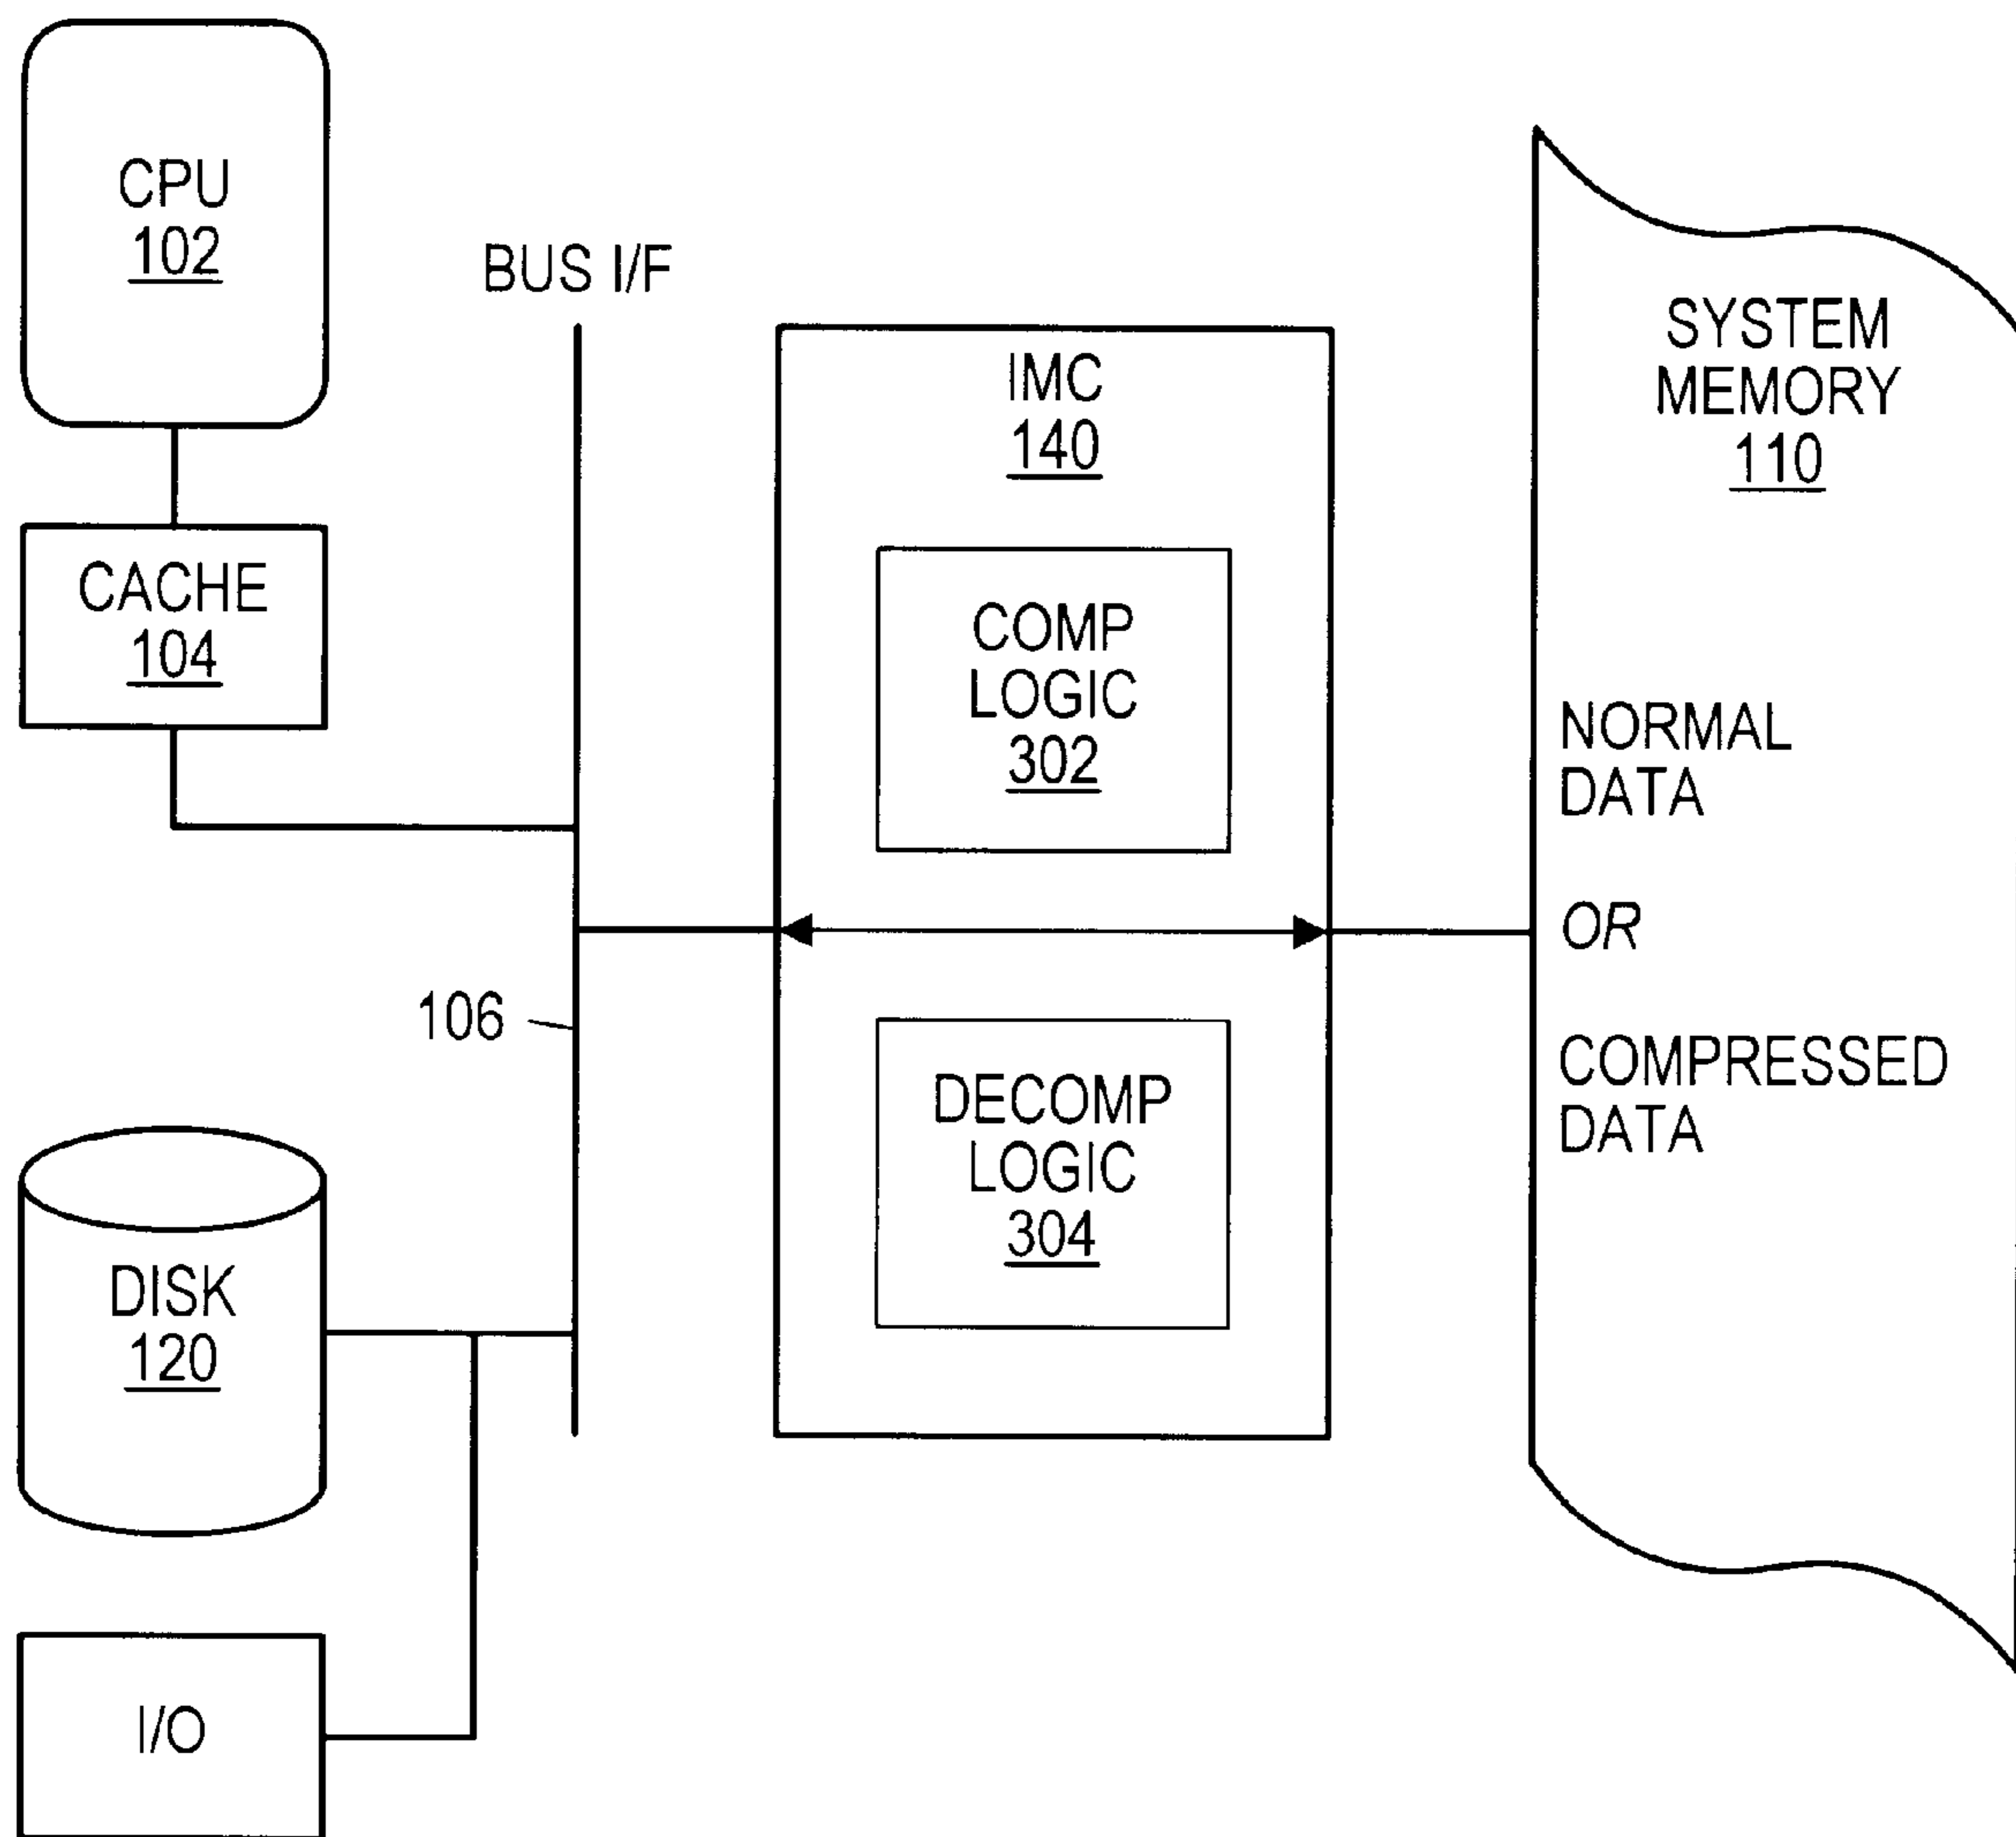 CPU
102
CACHE
104
BUS I/F
106
DISK
120
I/O
IMC
140
COMP
LOGIC
302
DECOMP
LOGIC
304
SYSTEM
MEMORY
110
NORMAL
DATA
OR
COMPRESSED
DATA